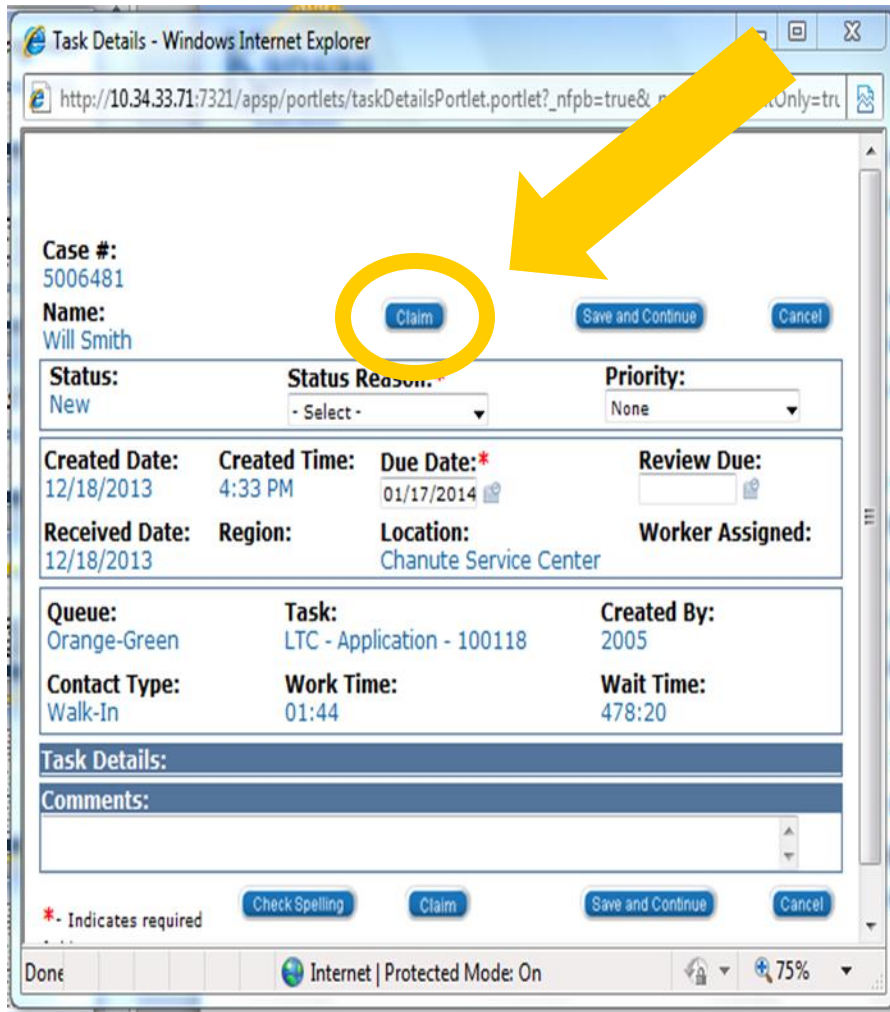 Task Details - Windows Internet Explorer
http://10.34.33.71:7321/apsp/portlets/taskDetailsPortlet.portlet?_nfpb=true& Only=tru
Case #:
5006481
Name:
Will Smith
Claim Save and Continue Cancel
Status: Status Reason: * Priority:
New - Select - None
Created Date: Created Time: Due Date:* Review Due:
12/18/2013 4:33 PM 01/17/2014
Received Date: Region: Location: Worker Assigned:
12/18/2013 Chanute Service Center
Queue: Task: Created By:
Orange-Green LTC - Application - 100118 2005
Contact Type: Work Time: Wait Time:
Walk-In 01:44 478:20
Task Details:
Comments:
*- Indicates required Check Spelling Claim Save and Continue Cancel
Done Internet | Protected Mode: On 75%